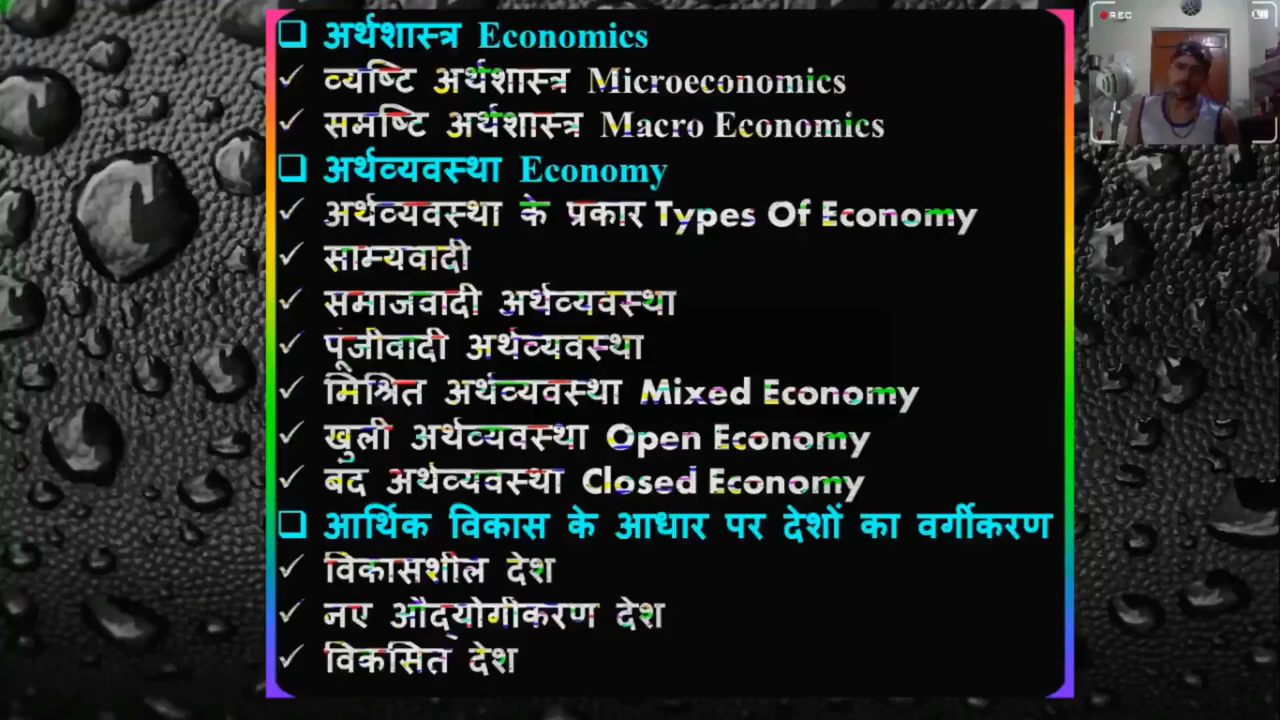 ❑ अर्थशास्त्र Economics
REC
✓ व्यष्टि अर्थशास्त्र Microeconomics
✓ समष्टि अर्थशास्त्र Macro Economics
❑ अर्थव्यवस्था Economy
✓ अर्थव्यवस्था के प्रकार Types Of Economy
✓ साम्यवादी
✓ समाजवादी अर्थव्यवस्था
✓ पूंजीवादी अर्थव्यवस्था
✓ मिश्रित अर्थव्यवस्था Mixed Economy
✓ खुली अर्थव्यवस्था Open Economy
✓ बंद अर्थव्यवस्था Closed Economy
❑ आर्थिक विकास के आधार पर देशों का वर्गीकरण
✓ विकासशील देश
✓ नए औद्योगीकरण देश
✓ विकसित देश